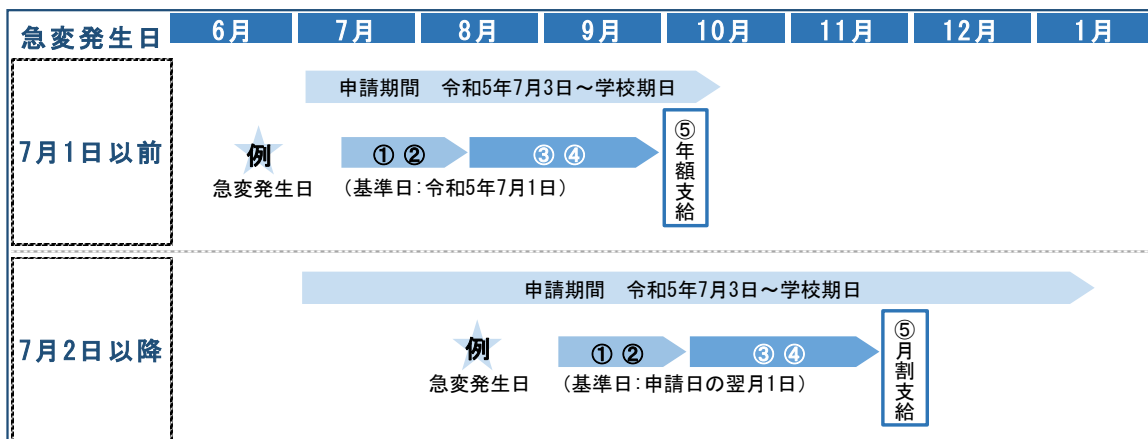 急変発生日
6月 7月 8月 9月 10月 11月 12月 1月
7月1日以前
申請期間　令和5年7月3日～学校期日
例
急変発生日
① ②
③ ④
（基準日：令和5年7月1日）
⑤年額支給
7月2日以降
申請期間　令和5年7月3日～学校期日
例
急変発生日
① ②
③ ④
（基準日：申請日の翌月1日）
⑤月割支給